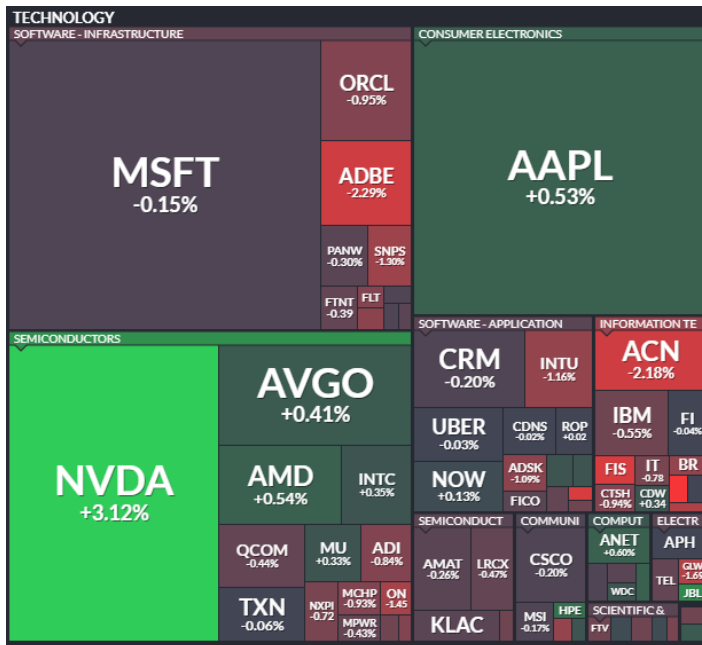 TECHNOLOGY
SOFTWARE - INFRASTRUCTURE
MSFT
-0.15%
ORCL
-0.95%
ADBE
-2.29%
PANW
-0.30%
SNPS
-1.30%
FTNT
-0.39
FLT
CONSUMER ELECTRONICS
AAPL
+0.53%
SEMICONDUCTORS
NVDA
+3.12%
AVGO
+0.41%
AMD
+0.54%
INTC
+0.35%
QCOM
-0.44%
MU
+0.33%
ADI
-0.84%
TXN
-0.06%
NXPI
-0.72
MCHP
-0.93%
ON
-1.45
MPWR
-0.43%
SOFTWARE - APPLICATION
CRM
-0.20%
INTU
-1.16%
UBER
-0.03%
CDNS
-0.02%
ROP
+0.02
NOW
+0.13%
ADSK
-1.09%
FICO
INFORMATION TE
ACN
-2.18%
IBM
-0.55%
FI
-0.04%
FIS
IT
-0.78
BR
CTSH
-0.94%
CDW
+0.34
SEMICONDUCT
AMAT
-0.26%
LRCX
-0.47%
KLAC
COMMUNI
CSCO
-0.20%
MSI
-0.17%
HPE
COMPUT
ANET
+0.60%
WDC
ELECTR
APH
TEL
GLW
-1.69
JBL
SCIENTIFIC &
FTV